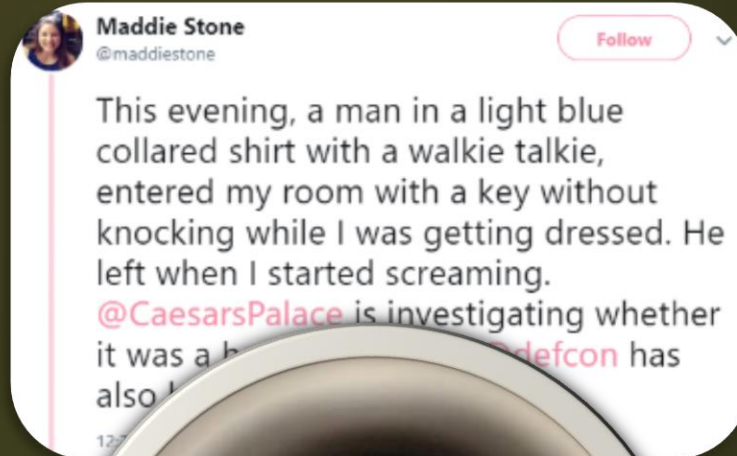 Maddie Stone
@maddiestone
Follow
This evening, a man in a light blue
collared shirt with a walkie talkie,
entered my room with a key without
knocking while I was getting dressed. He
left when I started screaming.
@CaesarsPalace is investigating whether
it was a @defcon has
also